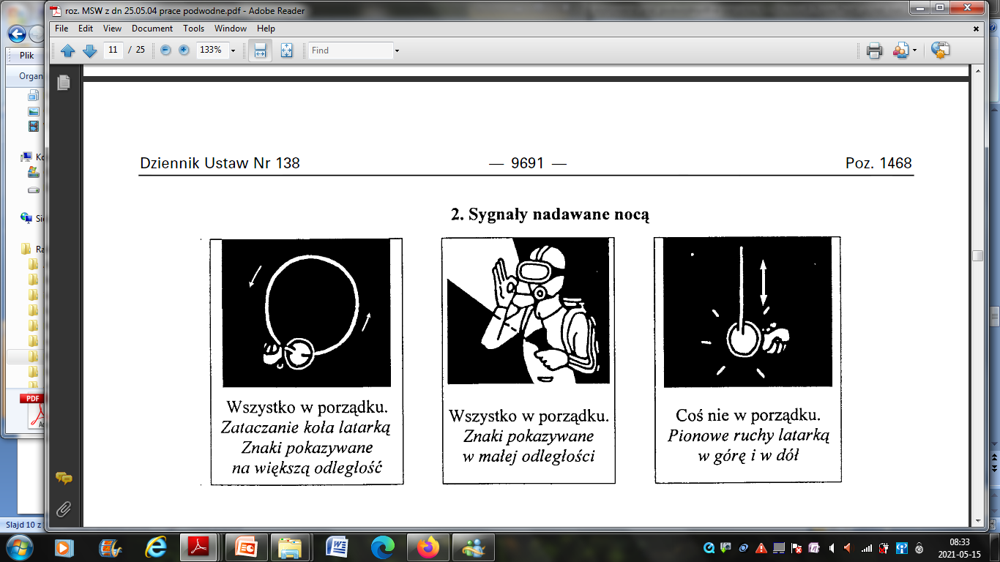 roz. MSW z dn 25.05.04 prace podwodne.pdf - Adobe Reader
File Edit View Document Tools Window Help
Plik
11 / 25 133% Find
Organ
Ko
Sie
Ra
Dziennik Ustaw Nr 138 — 9691 — Poz. 1468
2. Sygnały nadawane nocą
Wszystko w porządku.
Zataczanie koła latarką
Znaki pokazywane
na większą odległość
Wszystko w porządku.
Znaki pokazywane
w małej odległości
Coś nie w porządku.
Pionowe ruchy latarką
w górę i w dół
PDF
Slajd 10 z
08:33
2021-05-15